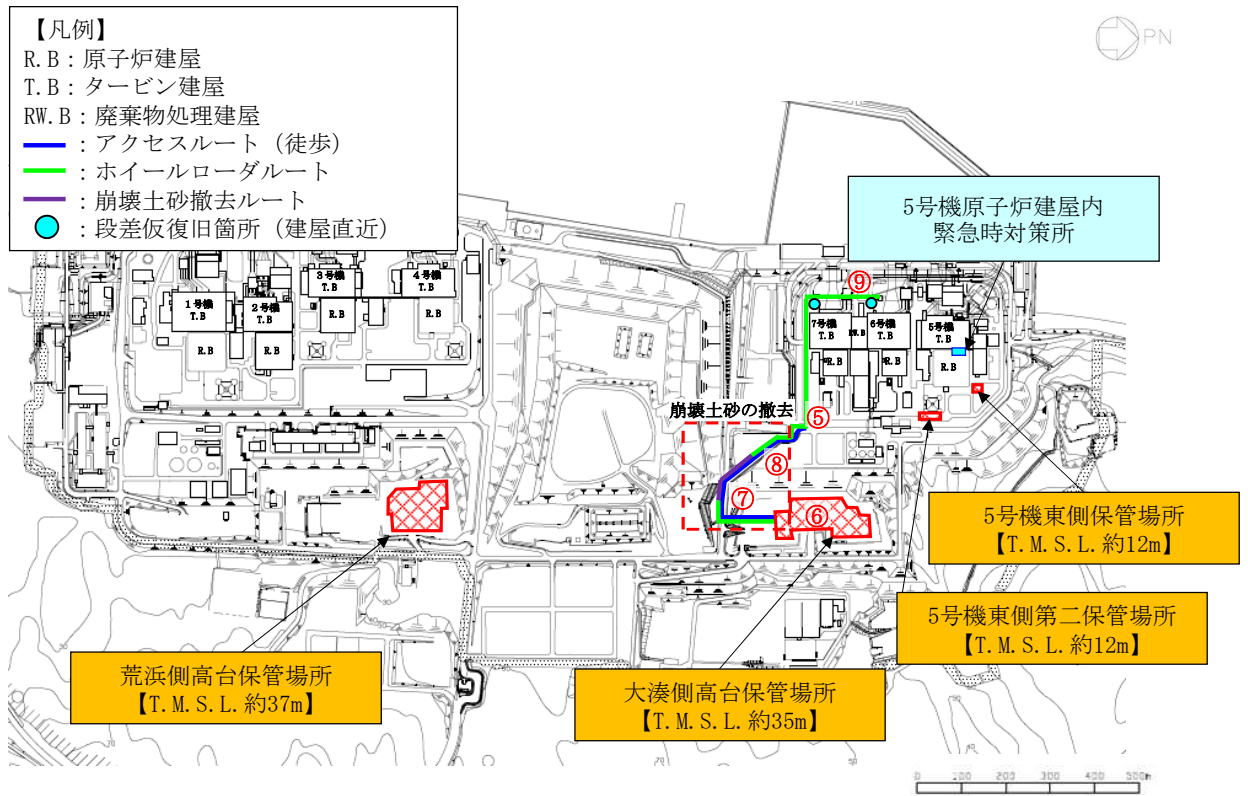 【凡例】
R.B：原子炉建屋
T.B：タービン建屋
RW.B：廃棄物処理建屋
：アクセスルート（徒歩）
：ホイールローダルート
：崩壊土砂撤去ルート
：段差仮復旧箇所（建屋直近）
PN
5号機原子炉建屋内
緊急時対策所
1号機
T.B
R.B
2号機
T.B
R.B
3号機
T.B
R.B
4号機
T.B
R.B
⑨
7号機
T.B
R.B
RW.B
6号機
T.B
R.B
5号機
T.B
R.B
崩壊土砂の撤去
⑤
⑧
⑦
⑥
5号機東側保管場所
【T.M.S.L.約12m】
5号機東側第二保管場所
【T.M.S.L.約12m】
荒浜側高台保管場所
【T.M.S.L.約37m】
大湊側高台保管場所
【T.M.S.L.約35m】
0 100 200 300 400 500m